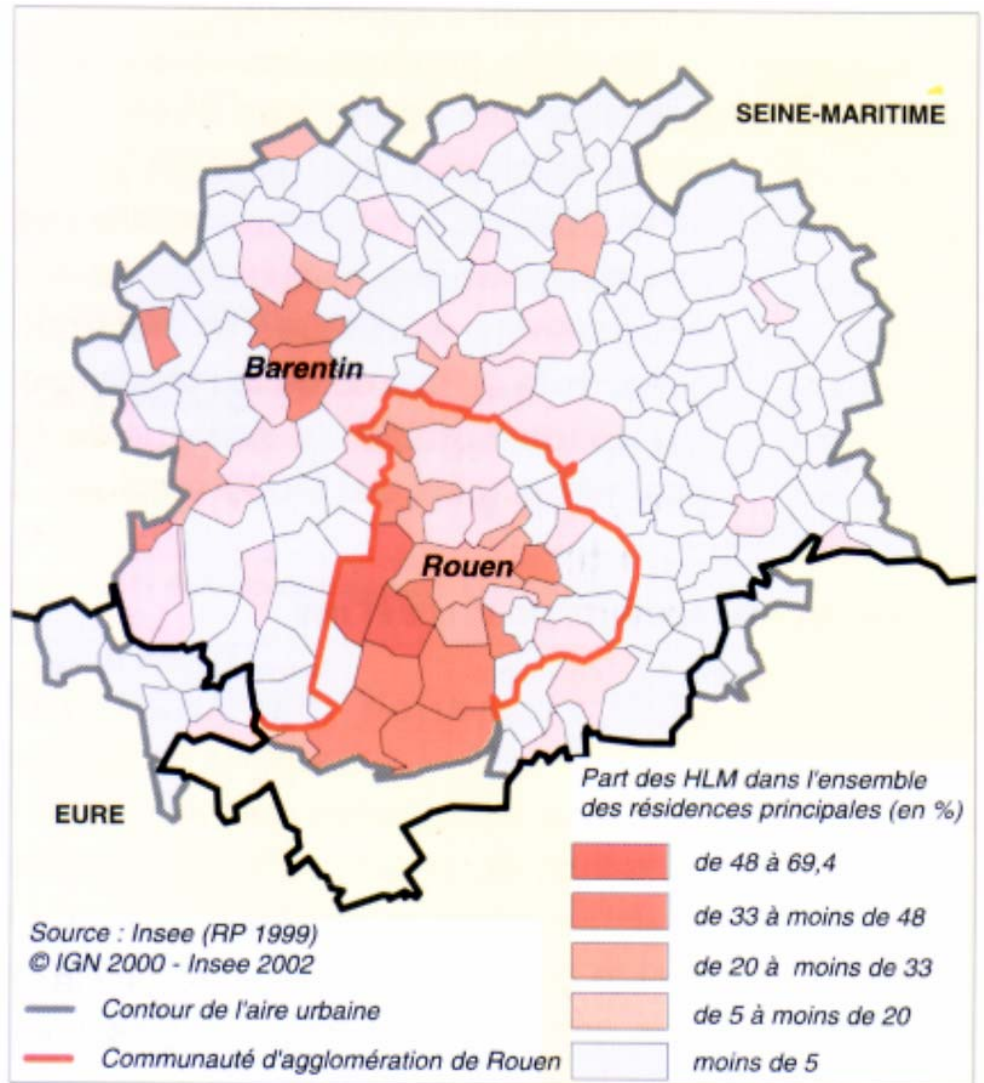 SEINE-MARITIME
Barentin
Rouen
EURE
Part des HLM dans l'ensemble
des résidences principales (en %)
de 48 à 69,4
de 33 à moins de 48
de 20 à moins de 33
de 5 à moins de 20
moins de 5
Source : Insee (RP 1999)
© IGN 2000 - Insee 2002
Contour de l'aire urbaine
Communauté d'agglomération de Rouen